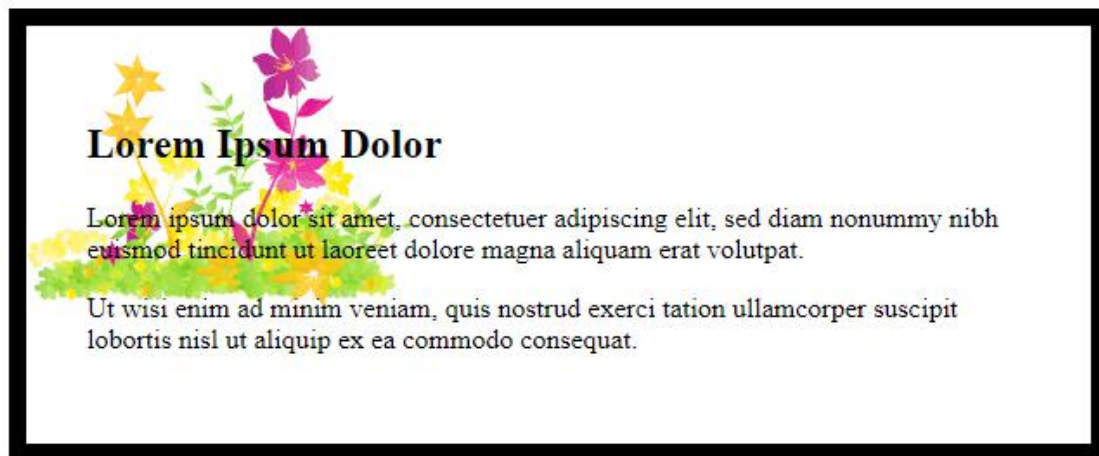 Lorem Ipsum Dolor
Lorem ipsum dolor sit amet, consectetuer adipiscing elit, sed diam nonummy nibh
euismod tincidunt ut laoreet dolore magna aliquam erat volutpat.
Ut wisi enim ad minim veniam, quis nostrud exerci tation ullamcorper suscipit
lobortis nisl ut aliquip ex ea commodo consequat.